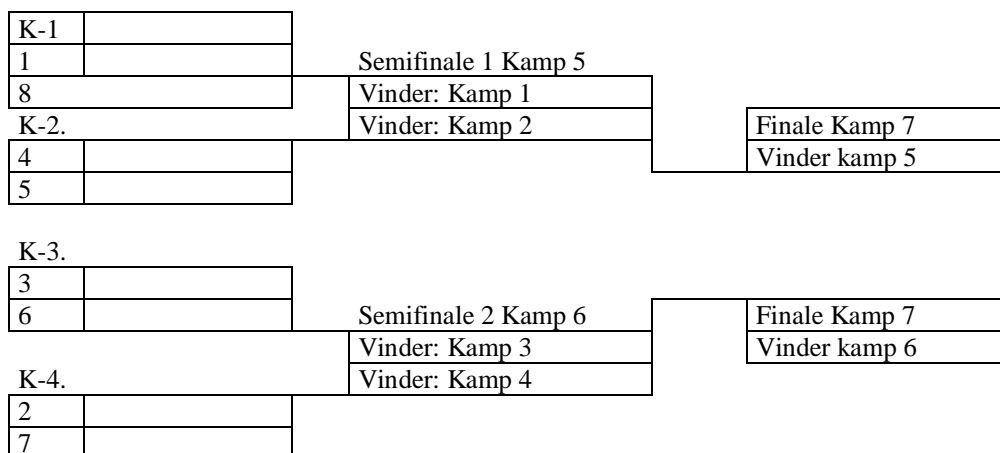 K-1
1 Semifinale 1 Kamp 5
8 Vinder: Kamp 1
K-2. Vinder: Kamp 2 Finale Kamp 7
4 Vinder kamp 5
5
K-3.
3
6 Semifinale 2 Kamp 6 Finale Kamp 7
Vinder: Kamp 3 Vinder kamp 6
K-4. Vinder: Kamp 4
2
7